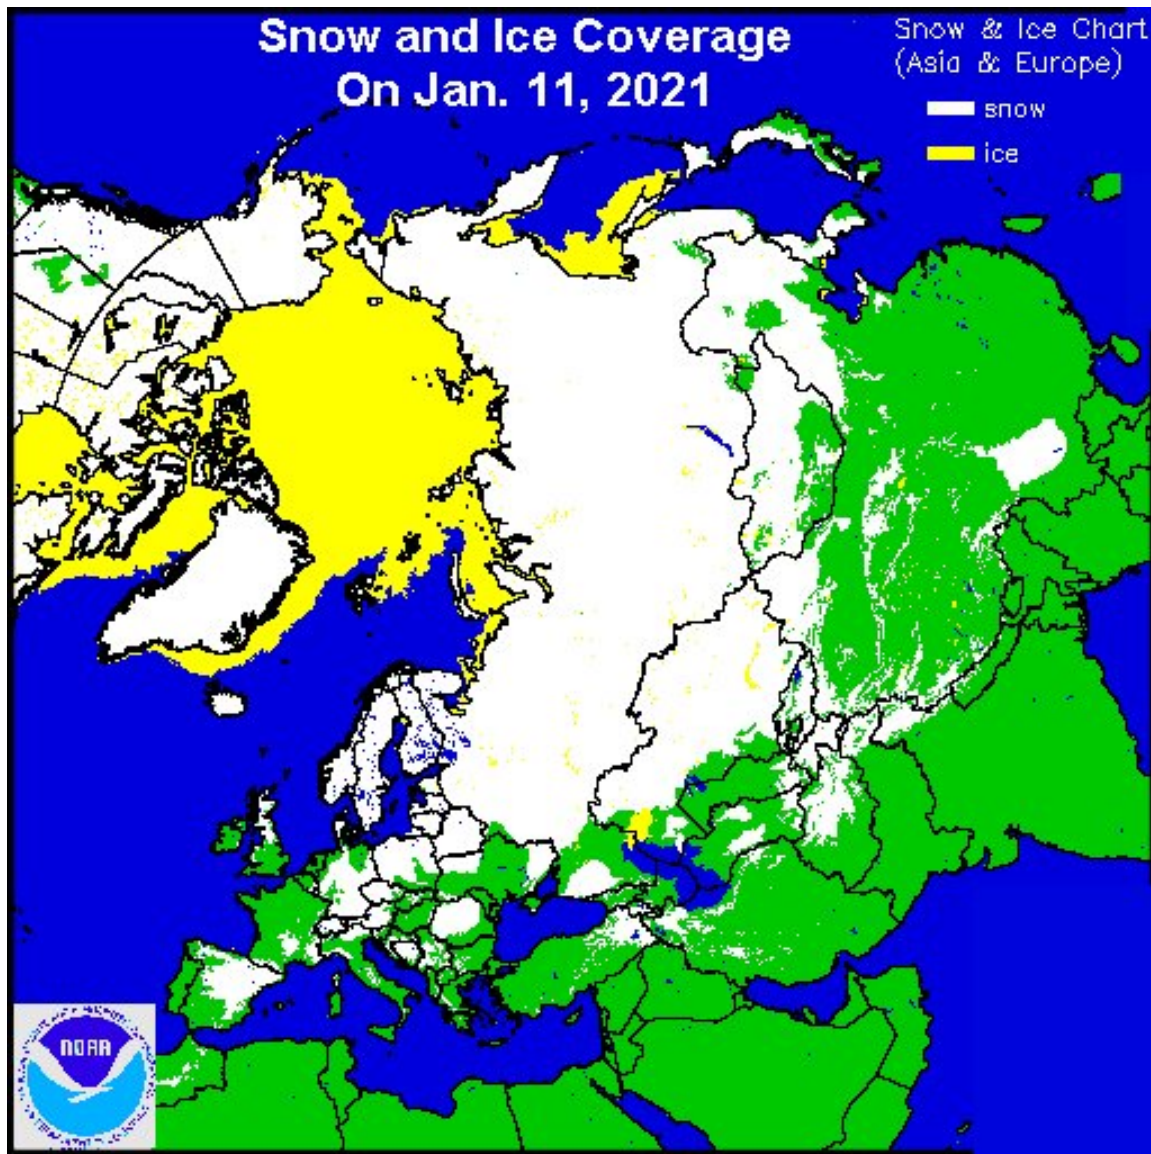 Snow and Ice Coverage
On Jan. 11, 2021
Snow & Ice Chart
(Asia & Europe)
snow
ice
NOAA